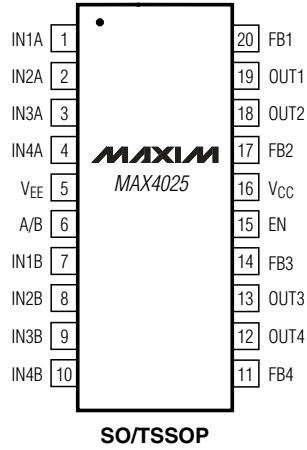 IN1A 1 20 FB1
IN2A 2 19 OUT1
IN3A 3 18 OUT2
IN4A 4 MAXIM 17 FB2
VEE 5 MAX4025 16 VCC
A/B 6 15 EN
IN1B 7 14 FB3
IN2B 8 13 OUT3
IN3B 9 12 OUT4
IN4B 10 11 FB4
SO/TSSOP